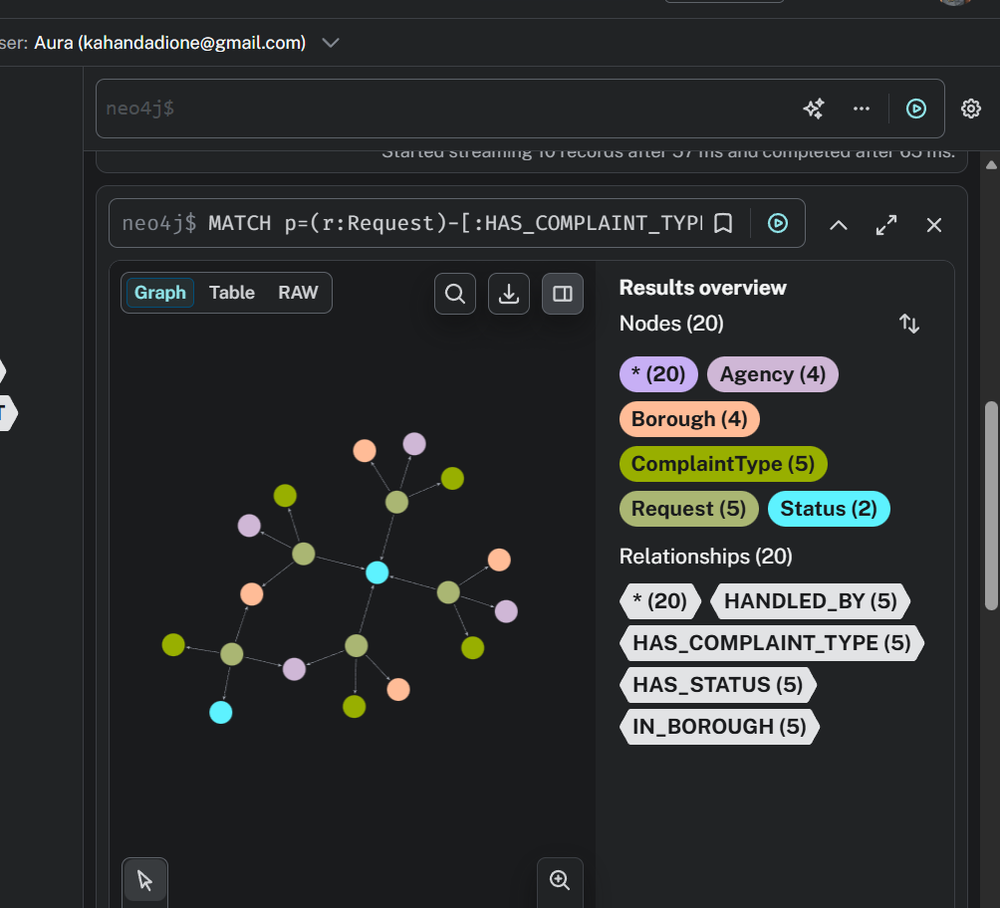 ser: Aura (kahandadione@gmail.com)
neo4j$
Started streaming 10 records after 57 ms and completed after 63 ms.
neo4j$ MATCH p=(r:Request)-[:HAS_COMPLAINT_TYP
Graph Table RAW
Results overview
Nodes (20)
* (20) Agency (4)
Borough (4)
ComplaintType (5)
Request (5) Status (2)
Relationships (20)
* (20) HANDLED_BY (5)
HAS_COMPLAINT_TYPE (5)
HAS_STATUS (5)
IN_BOROUGH (5)